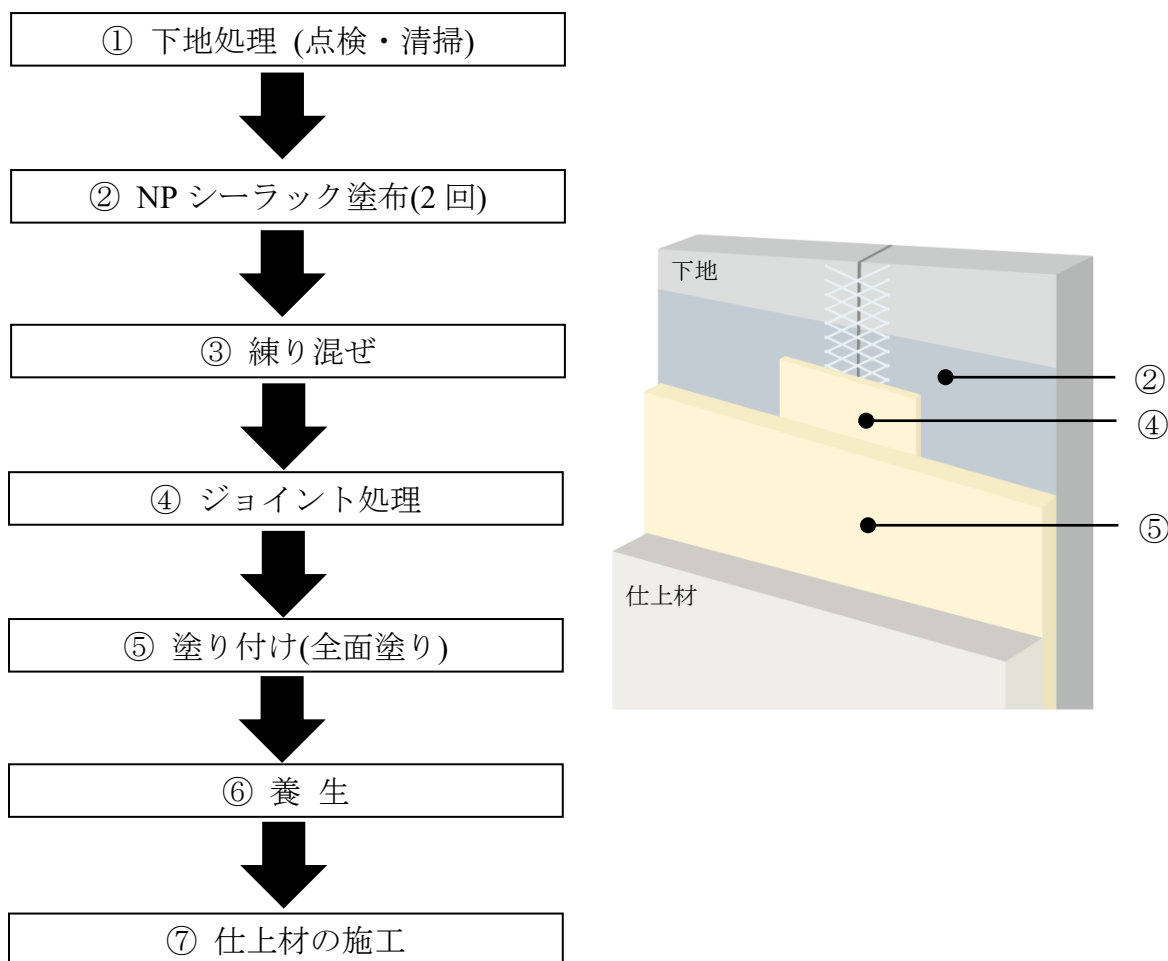 ① 下地処理 (点検・清掃)
② NP シーラック塗布(2 回)
③ 練り混ぜ
④ ジョイント処理
⑤ 塗り付け(全面塗り)
⑥ 養 生
⑦ 仕上材の施工
下地
②
④
⑤
仕上材